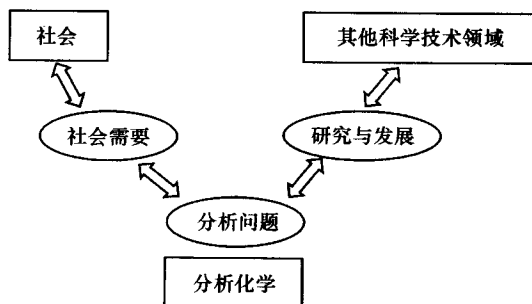 社会
其他科学技术领域
社会需要
研究与发展
分析问题
分析化学